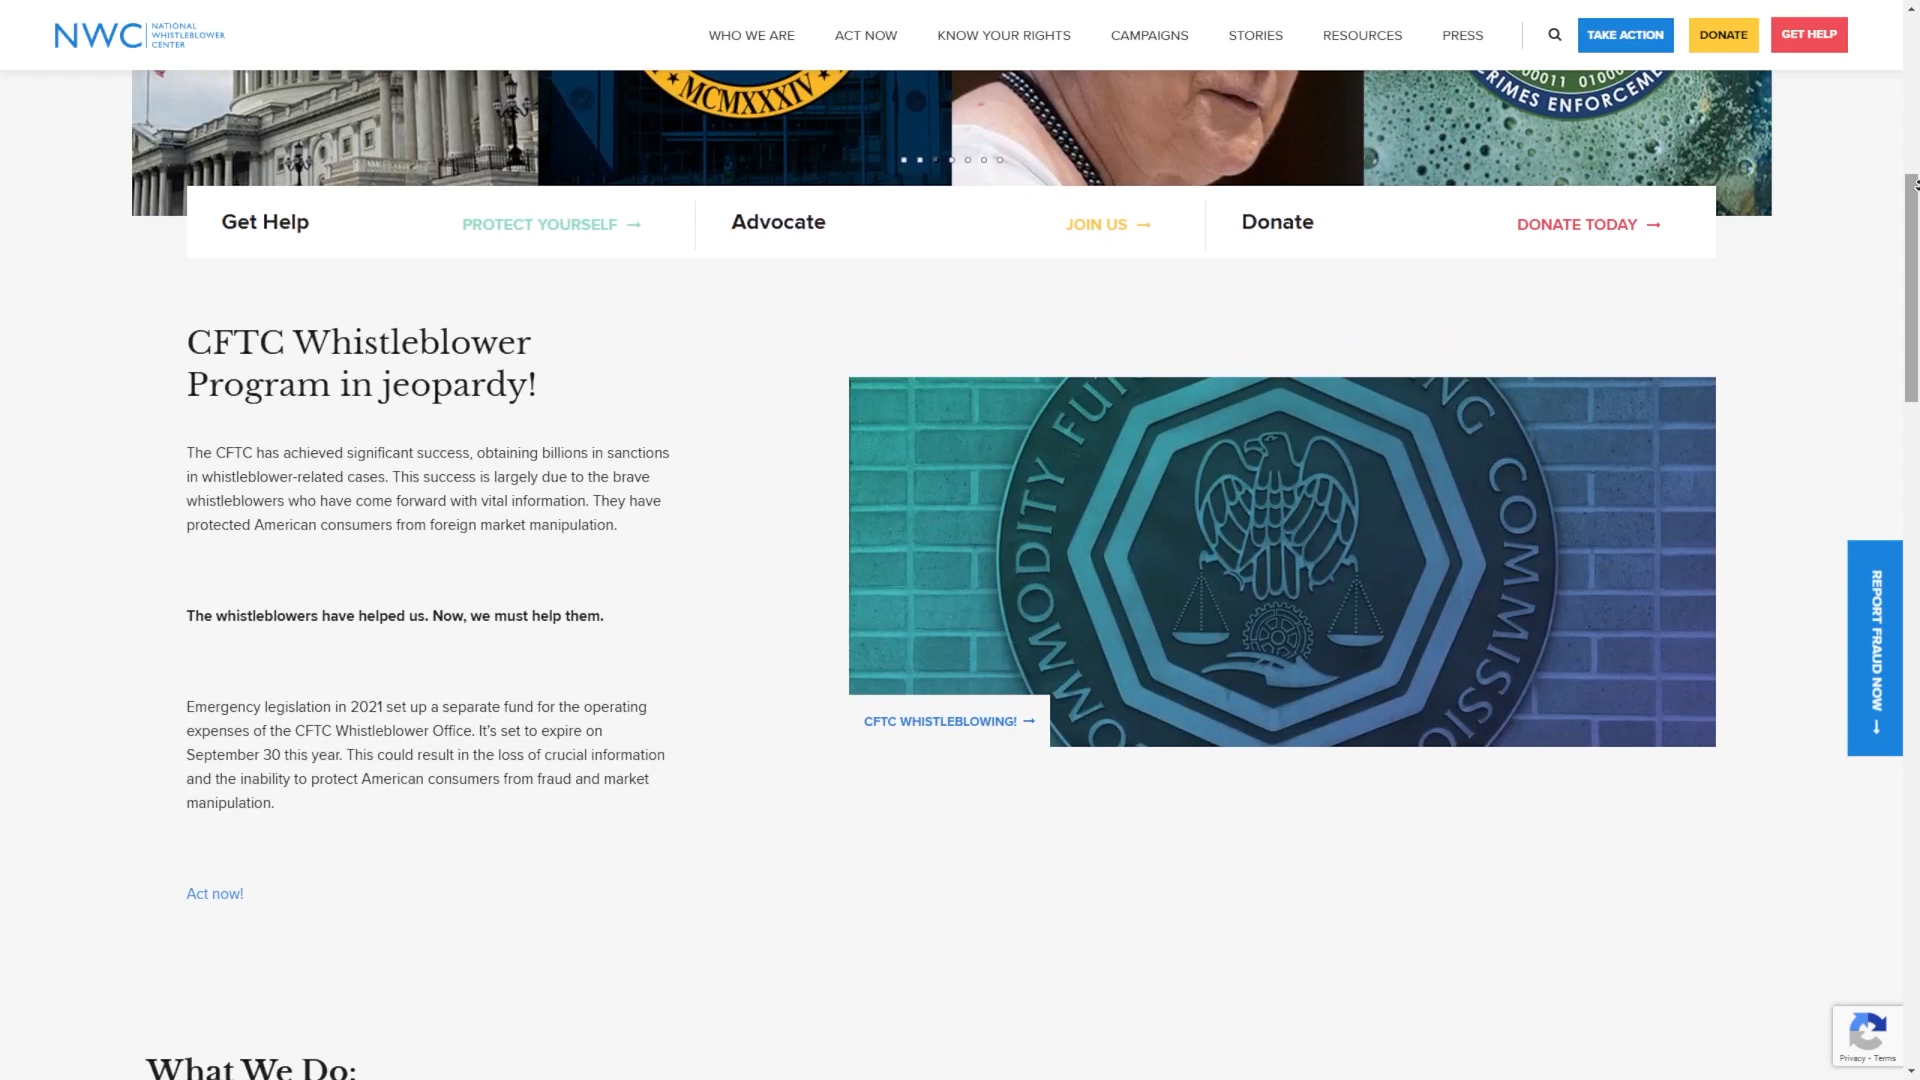 NWC NATIONAL WHISTLEBLOWER CENTER
WHO WE ARE ACT NOW KNOW YOUR RIGHTS CAMPAIGNS STORIES RESOURCES PRESS TAKE ACTION DONATE GET HELP
MCMXXXIV
00011 0100
RIMES ENFORCEM
Get Help PROTECT YOURSELF → Advocate JOIN US → Donate DONATE TODAY →
CFTC Whistleblower
Program in jeopardy!
The CFTC has achieved significant success, obtaining billions in sanctions
in whistleblower-related cases. This success is largely due to the brave
whistleblowers who have come forward with vital information. They have
protected American consumers from foreign market manipulation.
The whistleblowers have helped us. Now, we must help them.
Emergency legislation in 2021 set up a separate fund for the operating
expenses of the CFTC Whistleblower Office. It's set to expire on
September 30 this year. This could result in the loss of crucial information
and the inability to protect American consumers from fraud and market
manipulation.
Act now!
COMMODITY FUT
NG COMMISSION
CFTC WHISTLEBLOWING! →
REPORT FRAUD NOW →
Privacy - Terms
What We Do: